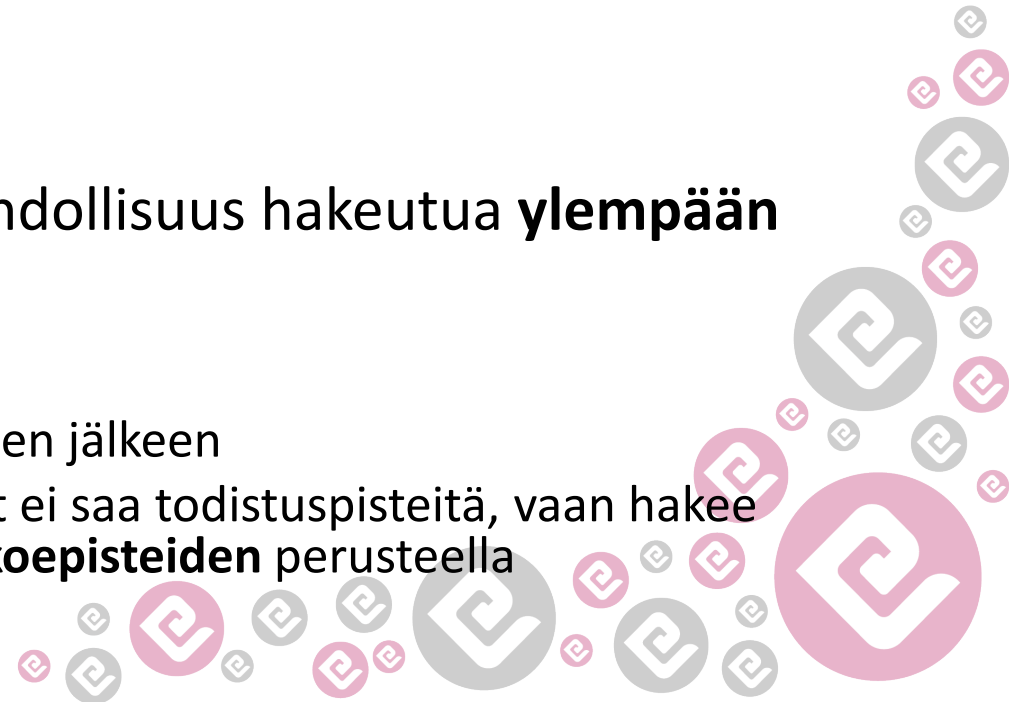 ndollisuus hakeutua ylempään
en jälkeen
t ei saa todistuspisteitä, vaan hakee
koepisteiden perusteella